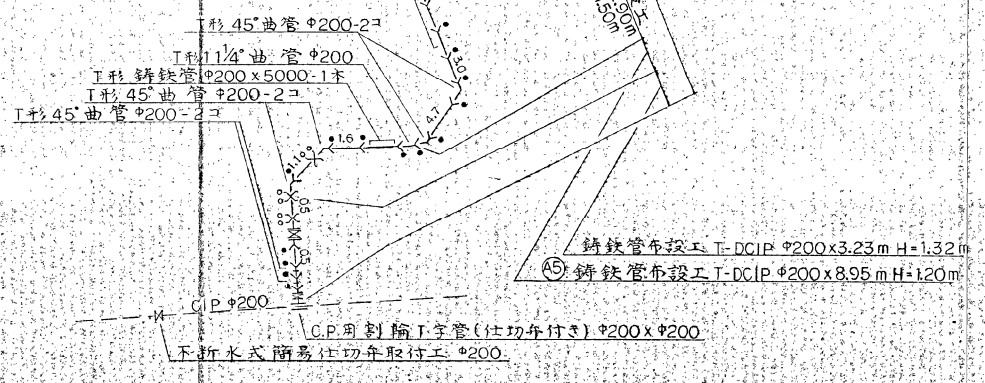 T形 45°曲管 φ200-2コ
T形 11 1/4°曲 管 φ200
T形 鋳鉄管 φ200 x 5000-1本
T形 45°曲 管 φ200-2コ
T形 45°曲管 φ200-2コ
3.0
4.7
1.6
1.1
0.5
0.5
.90m
.50m
鋳鉄管布設工 T-DCIP φ200x3.23m H=1.32m
A5 鋳鉄管布設工 T-DCIP φ200x8.95m H=1.20m
CIP φ200
C.P.用割輪T字管(仕切弁付き) φ200 x φ200
不断水式簡易仕切弁取付工 φ200